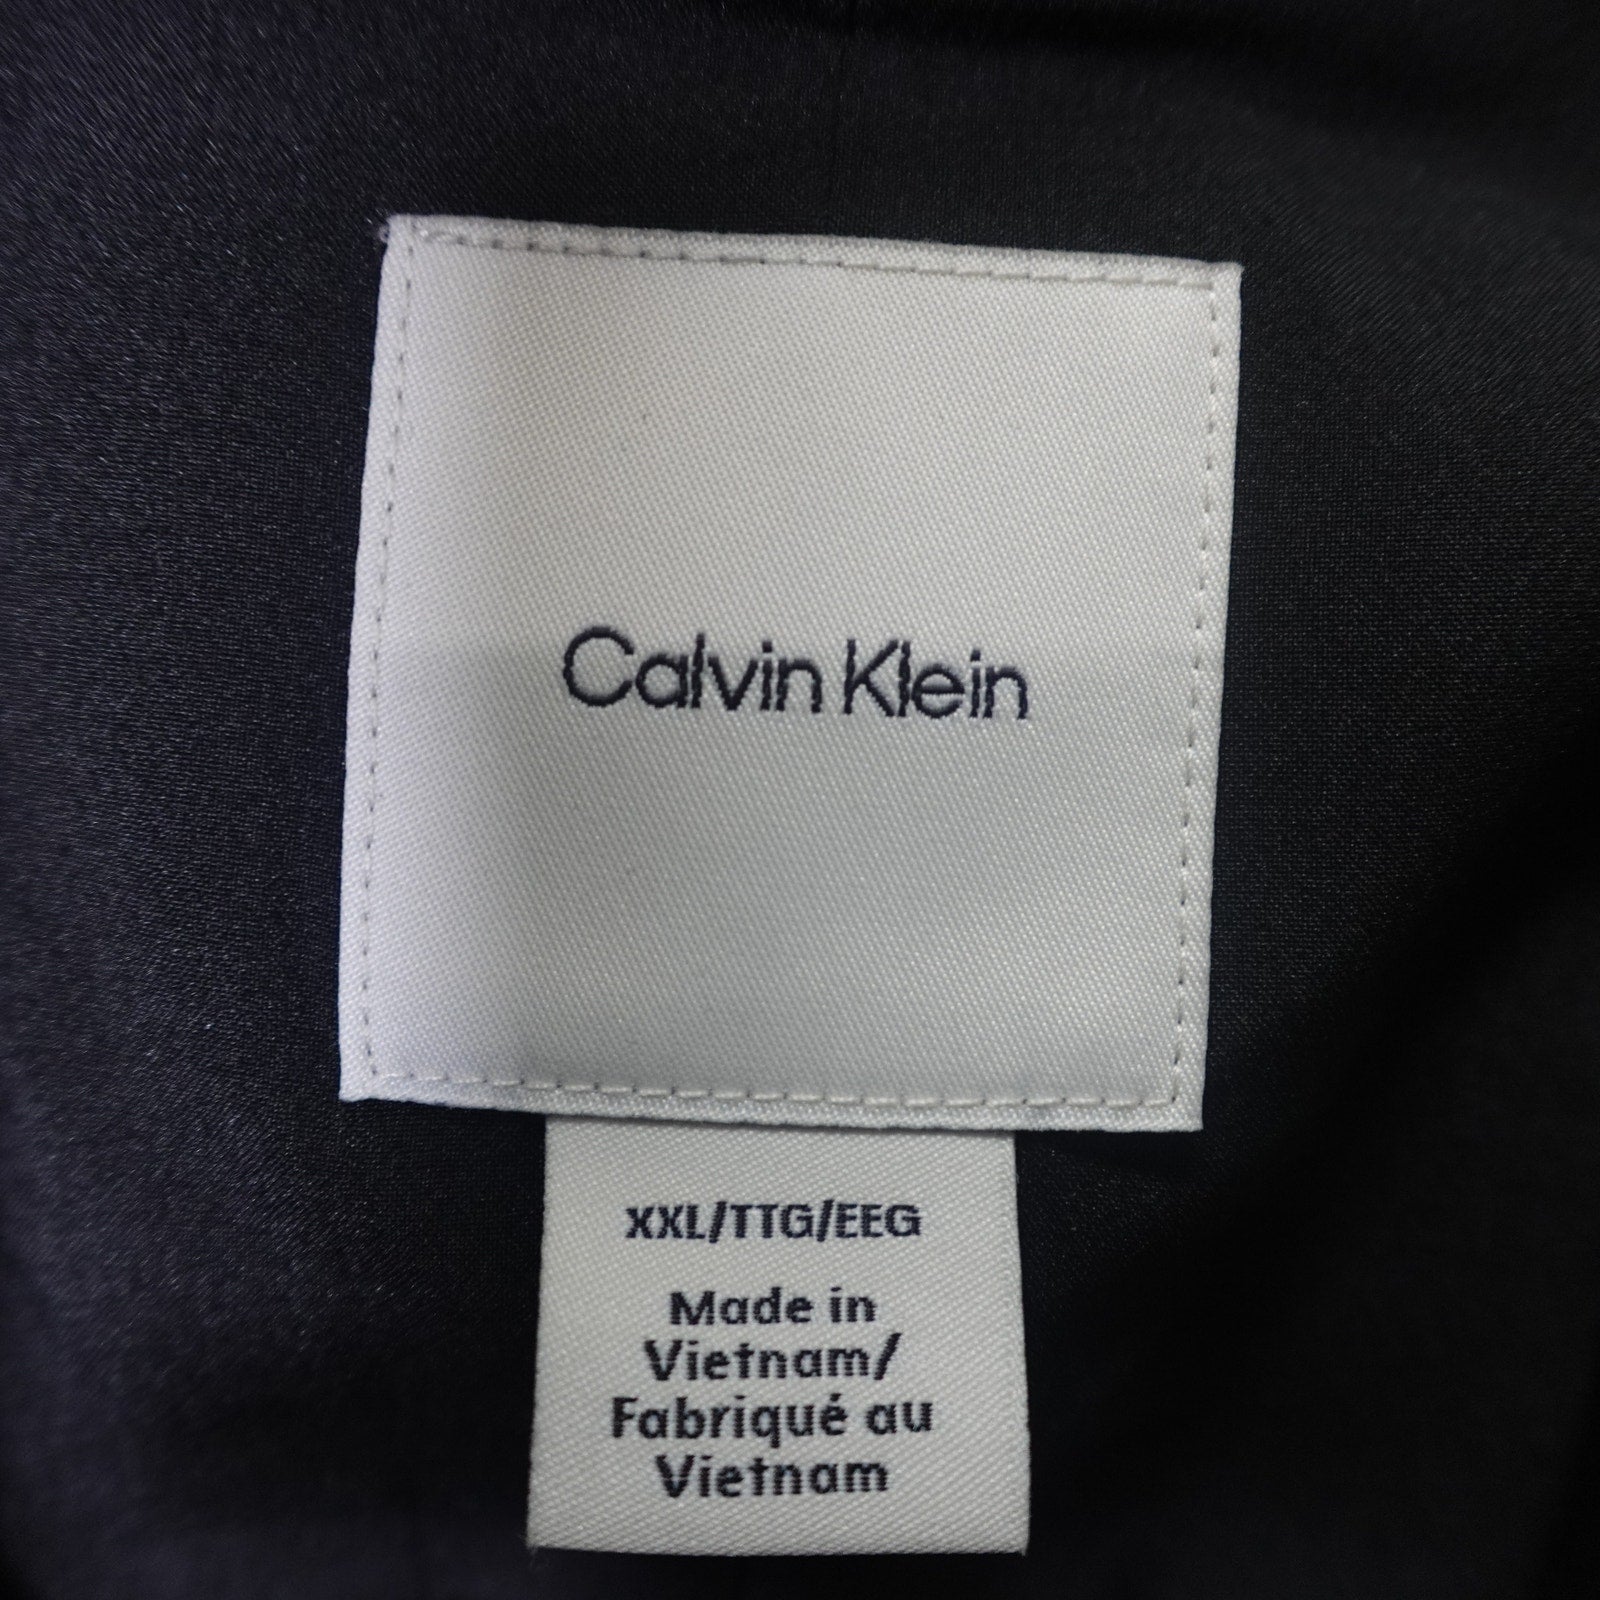 Calvin Klein
XXL/TTG/EEG
Made in
Vietnam/
Fabriqué au
Vietnam